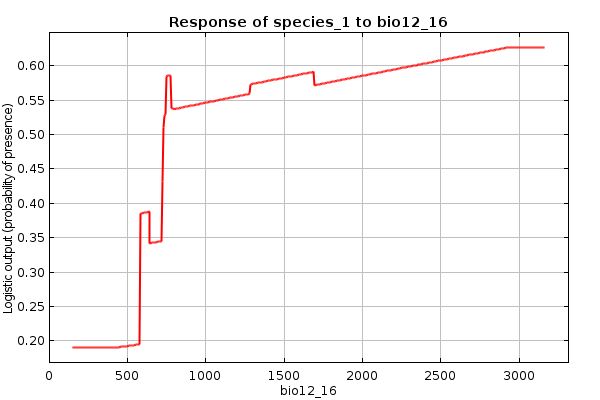 Response of species_1 to bio12_16
Logistic output (probability of presence)
0.60
0.55
0.50
0.45
0.40
0.35
0.30
0.25
0.20
0 500 1000 1500 2000 2500 3000
bio12_16